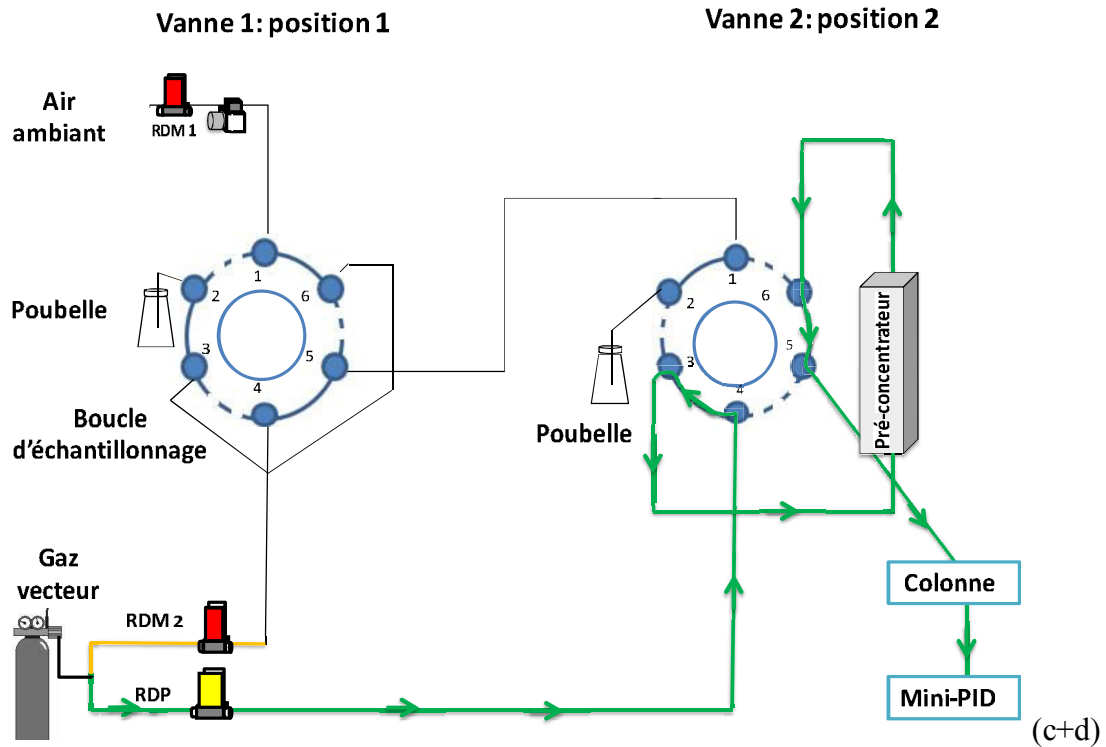 Vanne 1: position 1
Vanne 2: position 2
Air
ambiant
RDM 1
1
2
3
4
5
6
Poubelle
Boucle
d'échantillonnage
1
2
3
4
5
6
Poubelle
Pré-concentrateur
Gaz
vecteur
RDM 2
RDP
Colonne
Mini-PID
(c+d)